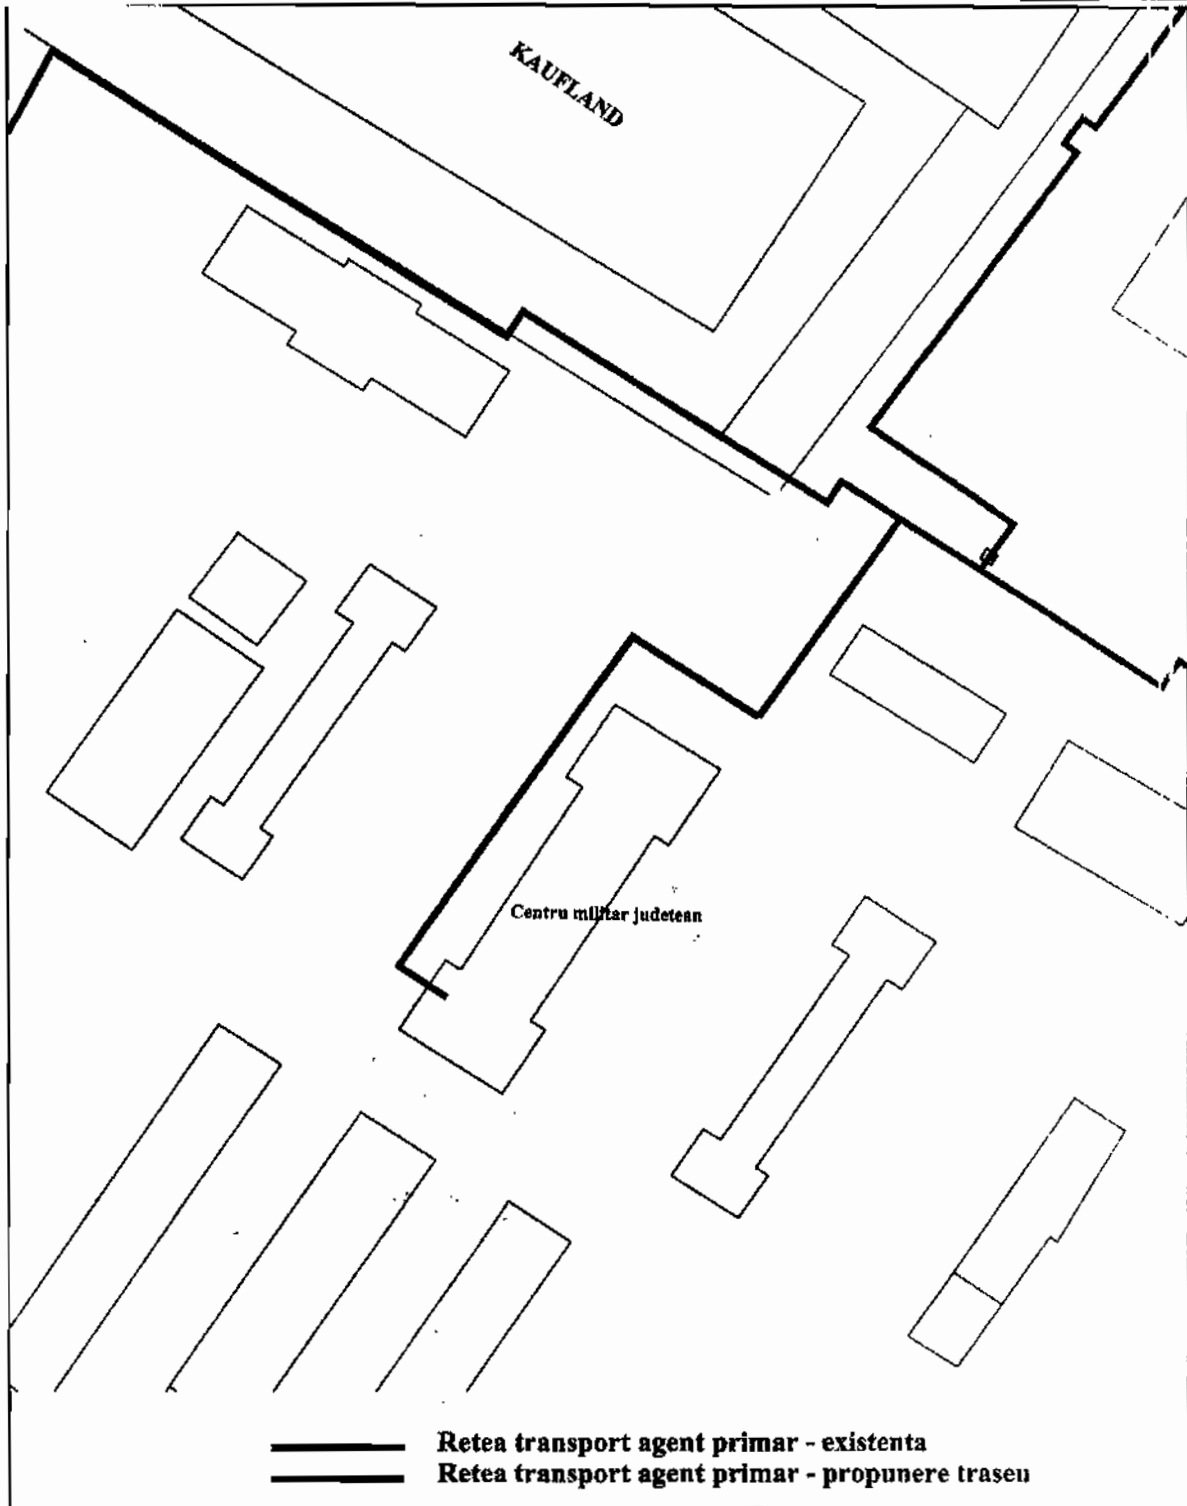 KAUFLAND
Centru militar judetean
Retea transport agent primar - existenta
Retea transport agent primar - propunere traseu